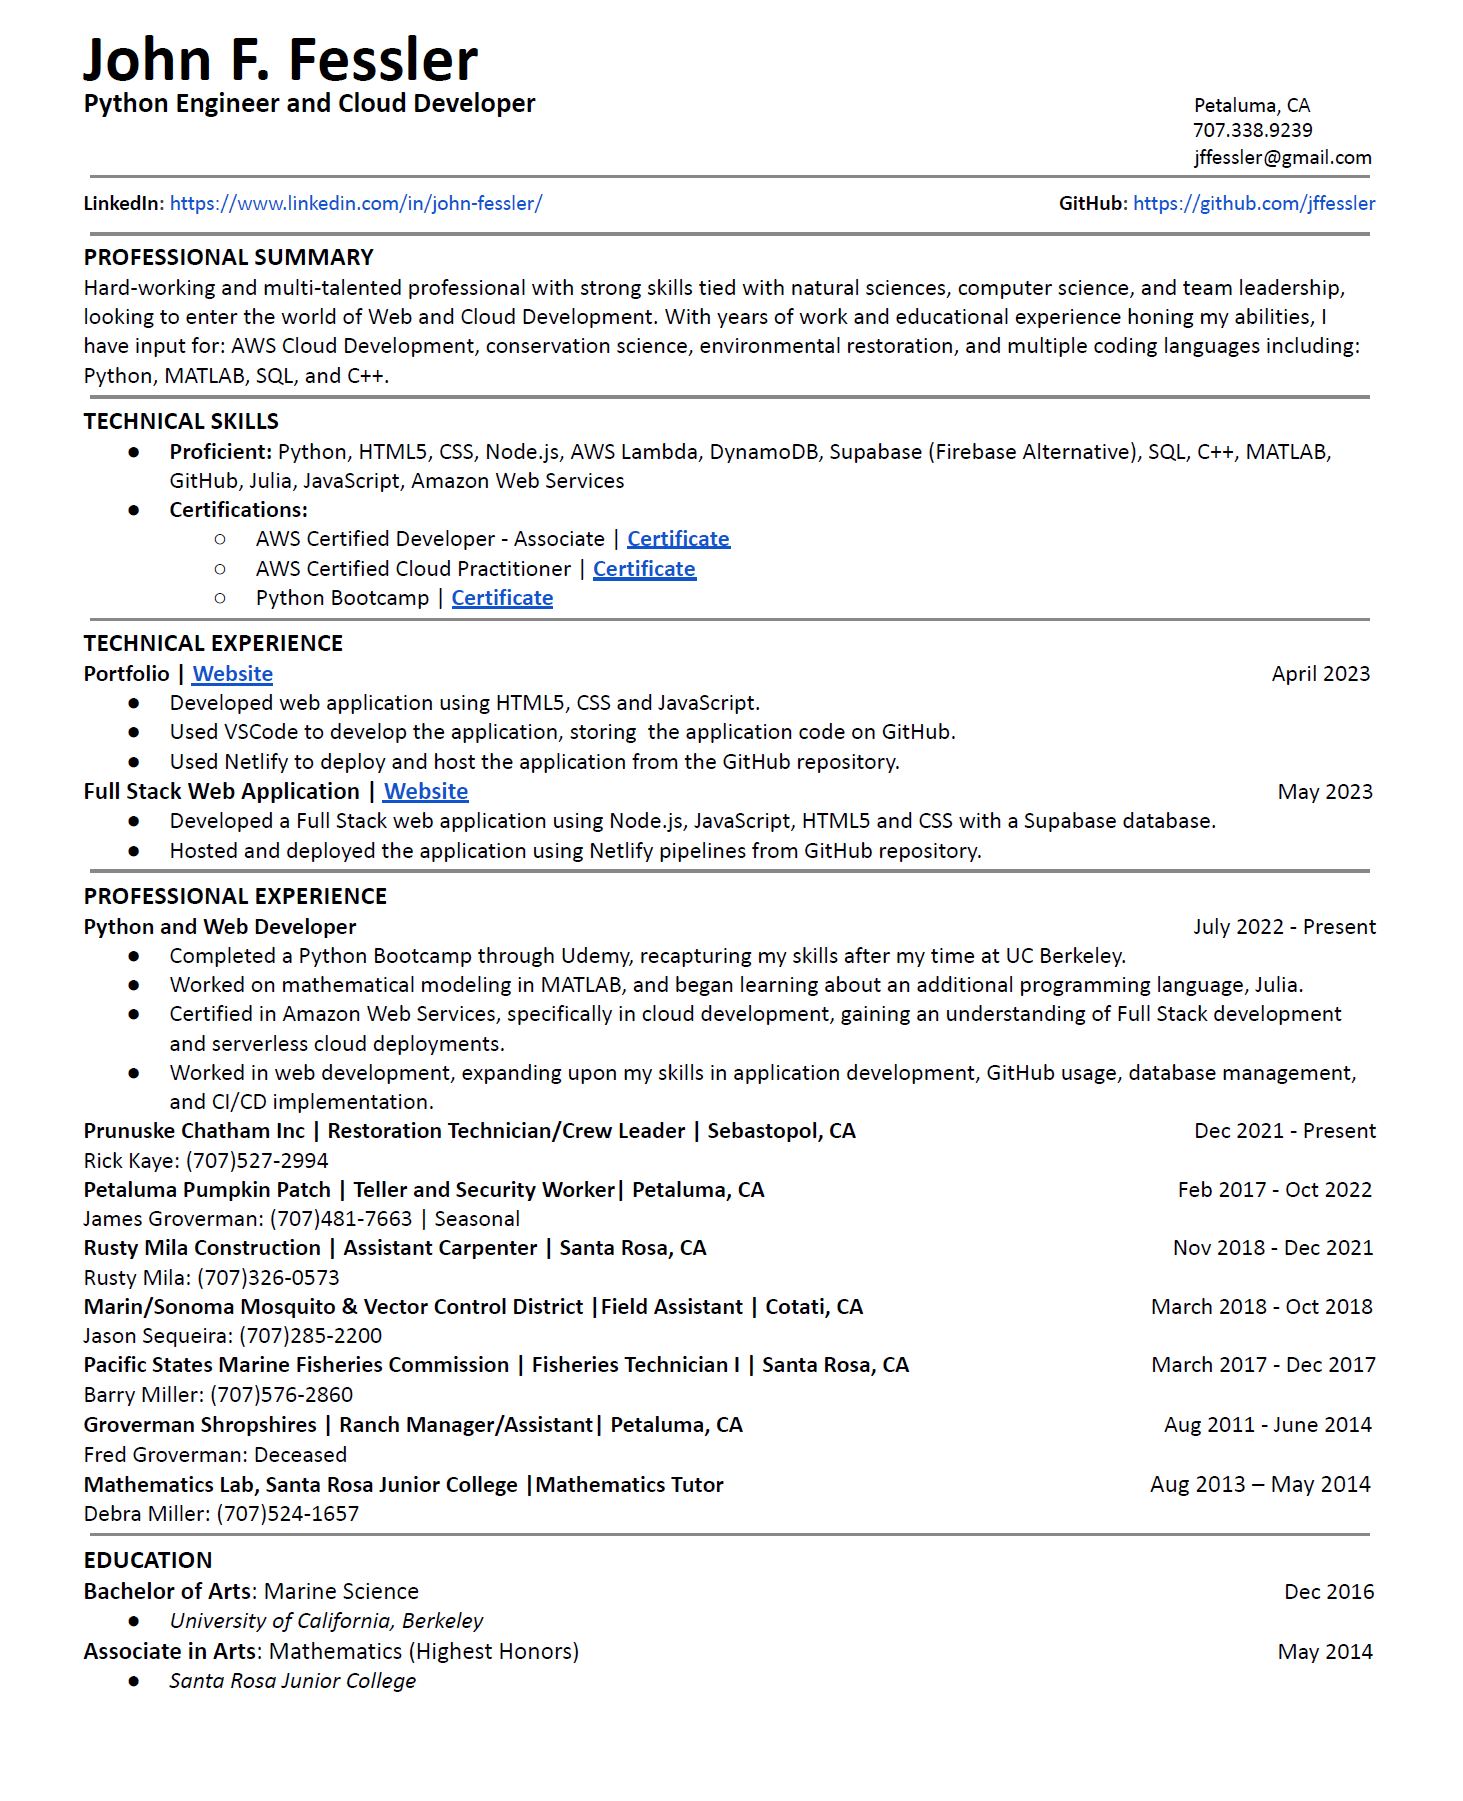 John F. Fessler
Python Engineer and Cloud Developer
Petaluma, CA
707.338.9239
jffessler@gmail.com
LinkedIn: https://www.linkedin.com/in/john-fessler/ GitHub: https://github.com/jffessler
PROFESSIONAL SUMMARY
Hard-working and multi-talented professional with strong skills tied with natural sciences, computer science, and team leadership,
looking to enter the world of Web and Cloud Development. With years of work and educational experience honing my abilities, I
have input for: AWS Cloud Development, conservation science, environmental restoration, and multiple coding languages including:
Python, MATLAB, SQL, and C++.
TECHNICAL SKILLS
● Proficient: Python, HTML5, CSS, Node.js, AWS Lambda, DynamoDB, Supabase (Firebase Alternative), SQL, C++, MATLAB,
GitHub, Julia, JavaScript, Amazon Web Services
● Certifications:
○ AWS Certified Developer - Associate | Certificate
○ AWS Certified Cloud Practitioner | Certificate
○ Python Bootcamp | Certificate
TECHNICAL EXPERIENCE
Portfolio | Website April 2023
● Developed web application using HTML5, CSS and JavaScript.
● Used VSCode to develop the application, storing  the application code on GitHub.
● Used Netlify to deploy and host the application from the GitHub repository.
Full Stack Web Application | Website May 2023
● Developed a Full Stack web application using Node.js, JavaScript, HTML5 and CSS with a Supabase database.
● Hosted and deployed the application using Netlify pipelines from GitHub repository.
PROFESSIONAL EXPERIENCE
Python and Web Developer July 2022 - Present
● Completed a Python Bootcamp through Udemy, recapturing my skills after my time at UC Berkeley.
● Worked on mathematical modeling in MATLAB, and began learning about an additional programming language, Julia.
● Certified in Amazon Web Services, specifically in cloud development, gaining an understanding of Full Stack development
and serverless cloud deployments.
● Worked in web development, expanding upon my skills in application development, GitHub usage, database management,
and CI/CD implementation.
Prunuske Chatham Inc | Restoration Technician/Crew Leader | Sebastopol, CA Dec 2021 - Present
Rick Kaye: (707)527-2994
Petaluma Pumpkin Patch | Teller and Security Worker| Petaluma, CA Feb 2017 - Oct 2022
James Groverman: (707)481-7663 | Seasonal
Rusty Mila Construction | Assistant Carpenter | Santa Rosa, CA Nov 2018 - Dec 2021
Rusty Mila: (707)326-0573
Marin/Sonoma Mosquito & Vector Control District |Field Assistant | Cotati, CA March 2018 - Oct 2018
Jason Sequeira: (707)285-2200
Pacific States Marine Fisheries Commission | Fisheries Technician I | Santa Rosa, CA March 2017 - Dec 2017
Barry Miller: (707)576-2860
Groverman Shropshires | Ranch Manager/Assistant| Petaluma, CA Aug 2011 - June 2014
Fred Groverman: Deceased
Mathematics Lab, Santa Rosa Junior College |Mathematics Tutor Aug 2013 – May 2014
Debra Miller: (707)524-1657
EDUCATION
Bachelor of Arts: Marine Science Dec 2016
● University of California, Berkeley
Associate in Arts: Mathematics (Highest Honors) May 2014
● Santa Rosa Junior College